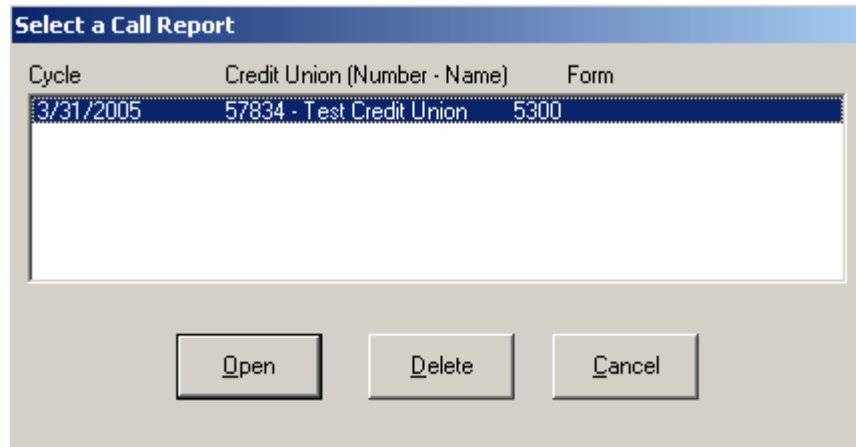 Select a Call Report
Cycle Credit Union (Number - Name) Form
3/31/2005 57834 - Test Credit Union 5300
Open Delete Cancel